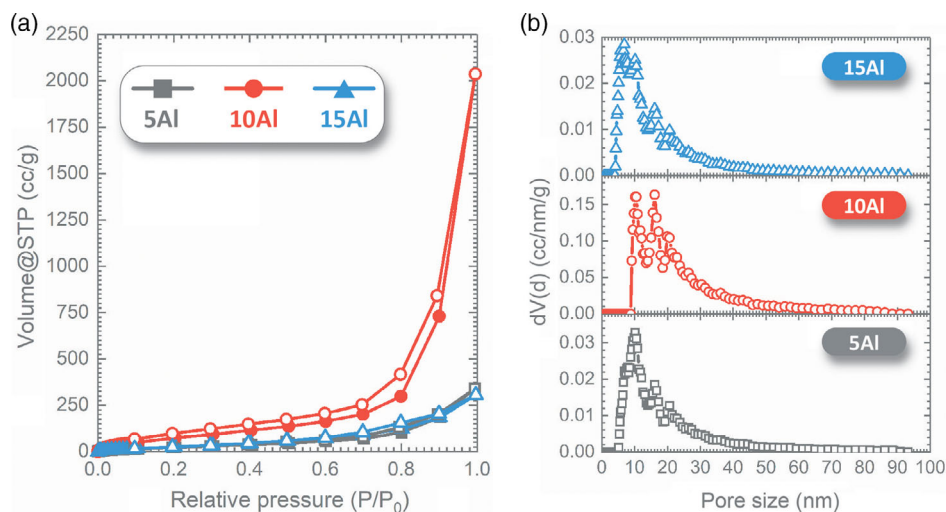 (a)
2250
2000
1750
1500
1250
1000
750
500
250
0
Volume@STP (cc/g)
5Al 10Al 15Al
0.0 0.2 0.4 0.6 0.8 1.0
Relative pressure (P/P0)
(b)
0.03
0.02
0.01
0.00
15Al
0.15
0.10
0.05
0.00
10Al
0.03
0.02
0.01
0.00
5Al
dV(d) (cc/nm/g)
0 10 20 30 40 50 60 70 80 90 100
Pore size (nm)